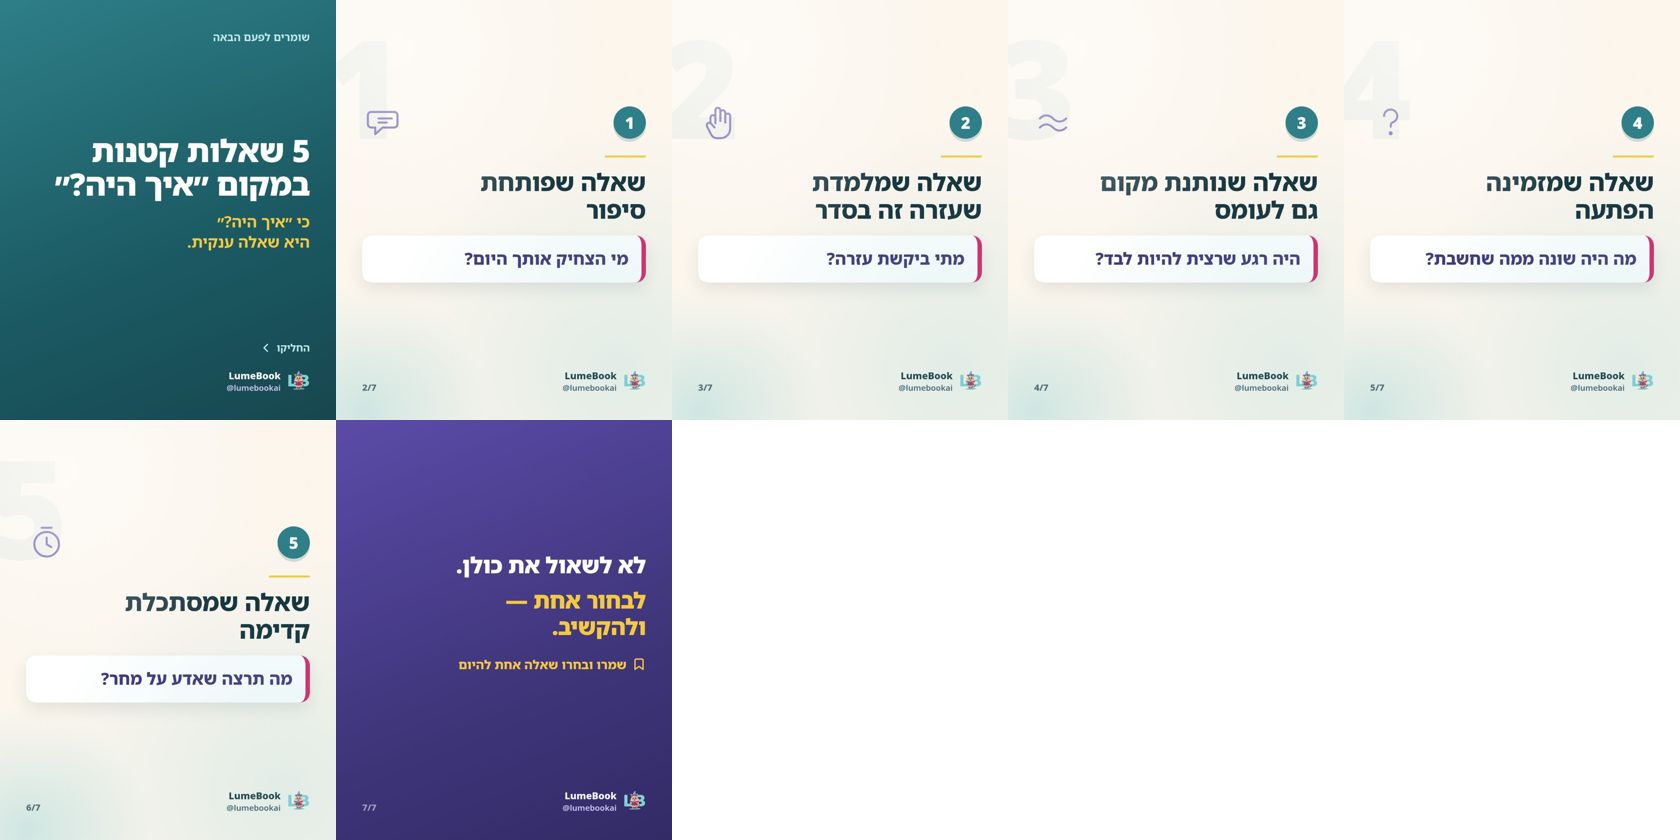 שומרים לפעם הבאה
5 שאלות קטנות
במקום ״איך היה?״
כי ״איך היה?״
היא שאלה ענקית.
החליקו
LumeBook
@lumebookai
1
1
שאלה שפותחת
סיפור
מי הצחיק אותך היום?
LumeBook
@lumebookai
2/7
2
2
שאלה שמלמדת
שעזרה זה בסדר
מתי ביקשת עזרה?
LumeBook
@lumebookai
3/7
3
3
שאלה שנותנת מקום
גם לעומס
היה רגע שרצית להיות לבד?
LumeBook
@lumebookai
4/7
4
4
שאלה שמזמינה
הפתעה
מה היה שונה ממה שחשבת?
LumeBook
@lumebookai
5/7
5
5
שאלה שמסתכלת
קדימה
מה תרצה שאדע על מחר?
LumeBook
@lumebookai
6/7
לא לשאול את כולן.
לבחור אחת —
ולהקשיב.
שמרו ובחרו שאלה אחת להיום
LumeBook
@lumebookai
7/7